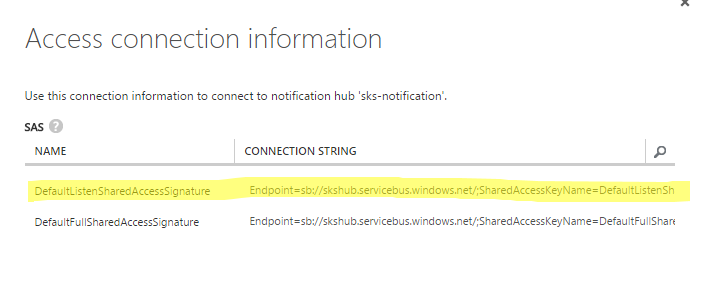 Access connection information
Use this connection information to connect to notification hub 'sks-notification'.
SAS ?
NAME CONNECTION STRING
DefaultListenSharedAccessSignature Endpoint=sb://skshub.servicebus.windows.net/;SharedAccessKeyName=DefaultListenSh
DefaultFullSharedAccessSignature Endpoint=sb://skshub.servicebus.windows.net/;SharedAccessKeyName=DefaultFullShare